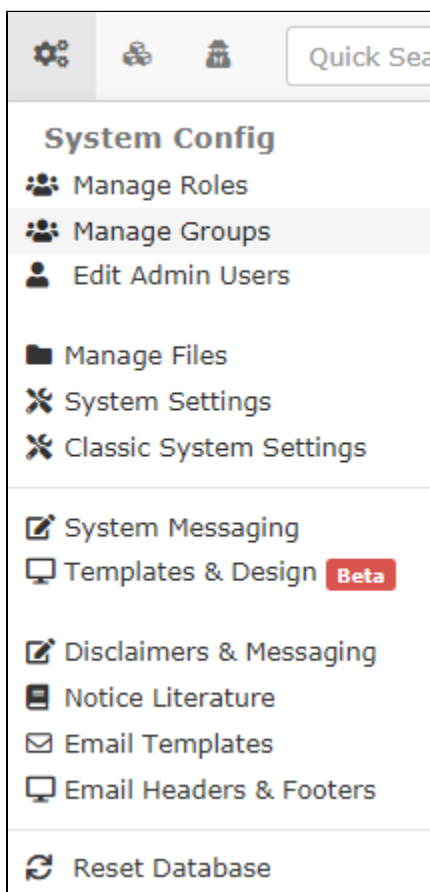 Quick Sea
System Config
Manage Roles
Manage Groups
Edit Admin Users
Manage Files
System Settings
Classic System Settings
System Messaging
Templates & Design Beta
Disclaimers & Messaging
Notice Literature
Email Templates
Email Headers & Footers
Reset Database